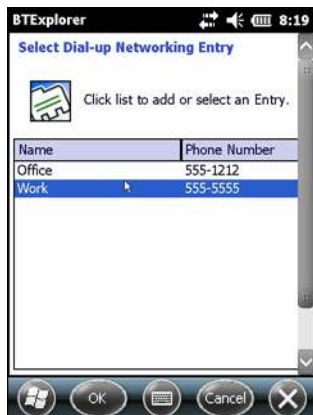 BTExplorer 8:19
Select Dial-up Networking Entry
Click list to add or select an Entry.
Name Phone Number
Office 555-1212
Work 555-5555
OK Cancel